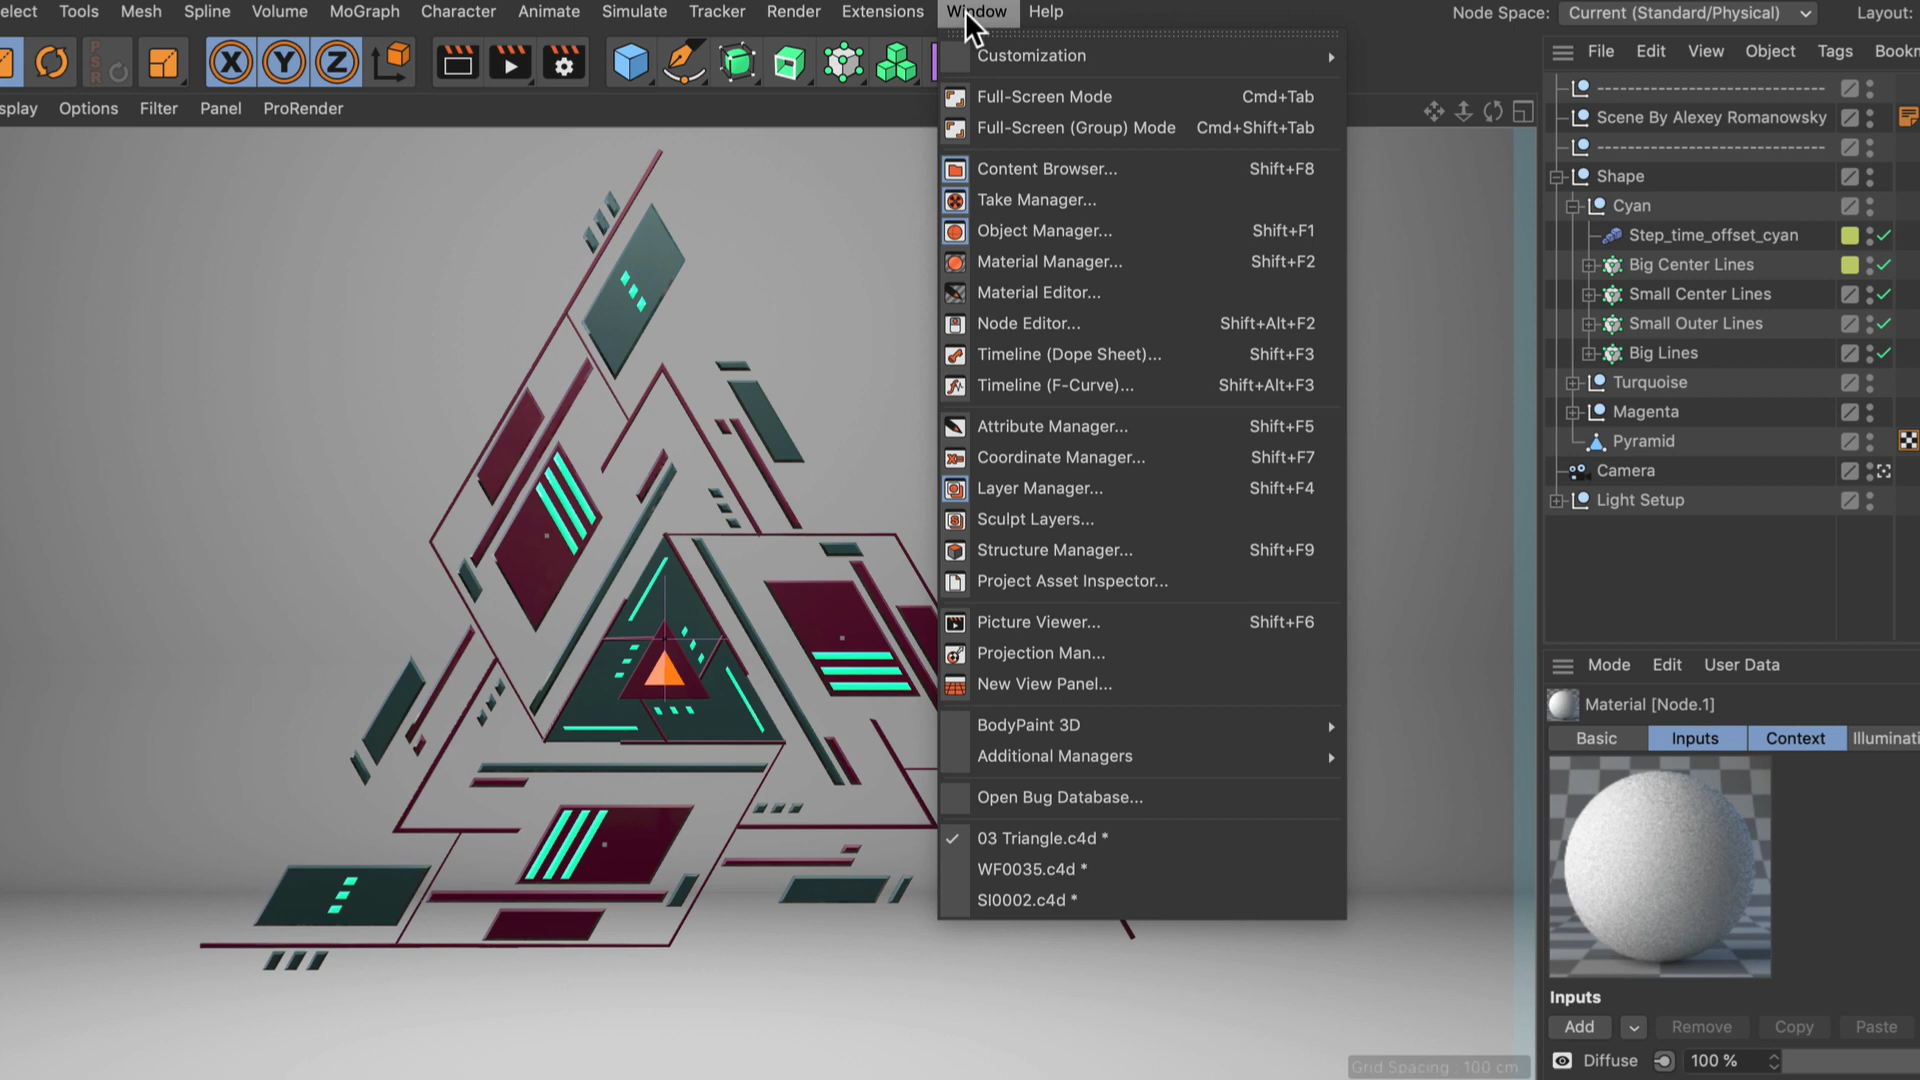 elect Tools Mesh Spline Volume MoGraph Character Animate Simulate Tracker Render Extensions Window Help Node Space: Current (Standard/Physical) Layout:
X Y Z
P
S
R
File Edit View Object Tags Bookn
splay Options Filter Panel ProRender
Customization
Full-Screen Mode Cmd+Tab
Full-Screen (Group) Mode Cmd+Shift+Tab
Content Browser... Shift+F8
Take Manager...
Object Manager... Shift+F1
Material Manager... Shift+F2
Material Editor...
Node Editor... Shift+Alt+F2
Timeline (Dope Sheet)... Shift+F3
Timeline (F-Curve)... Shift+Alt+F3
Attribute Manager... Shift+F5
Coordinate Manager... Shift+F7
Layer Manager... Shift+F4
Sculpt Layers...
Structure Manager... Shift+F9
Project Asset Inspector...
Picture Viewer... Shift+F6
Projection Man...
New View Panel...
BodyPaint 3D
Additional Managers
Open Bug Database...
03 Triangle.c4d *
WF0035.c4d *
SI0002.c4d *
Grid Spacing : 100 cm
----------------------------
Scene By Alexey Romanowsky
----------------------------
Shape
Cyan
Step_time_offset_cyan
Big Center Lines
Small Center Lines
Small Outer Lines
Big Lines
Turquoise
Magenta
Pyramid
Camera
Light Setup
Mode Edit User Data
Material [Node.1]
Basic Inputs Context Illuminati
Inputs
Add Remove Copy Paste
Diffuse 100 %